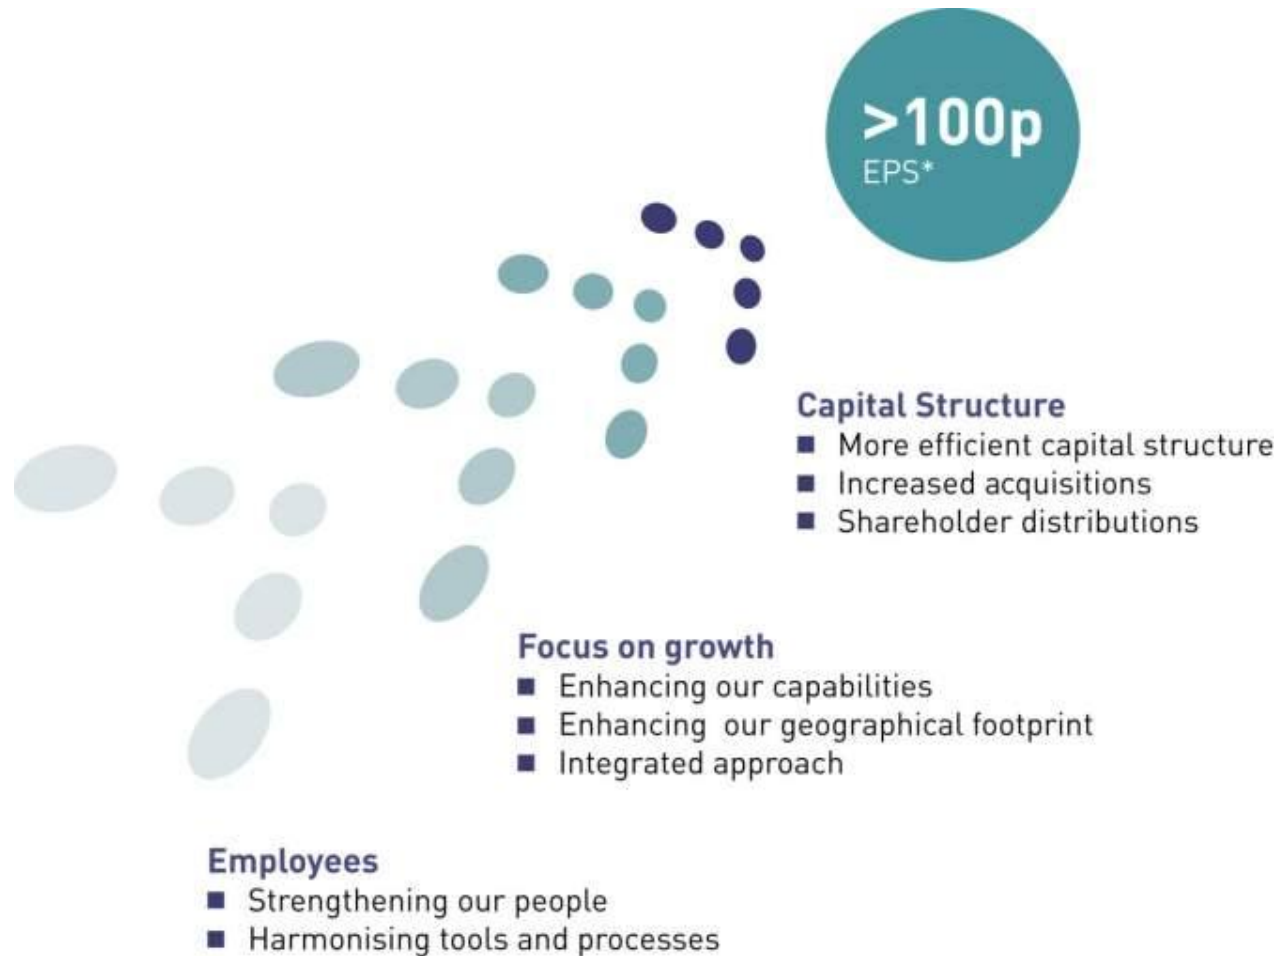 >100p
EPS*
Capital Structure
■ More efficient capital structure
■ Increased acquisitions
■ Shareholder distributions
Focus on growth
■ Enhancing our capabilities
■ Enhancing  our geographical footprint
■ Integrated approach
Employees
■ Strengthening our people
■ Harmonising tools and processes